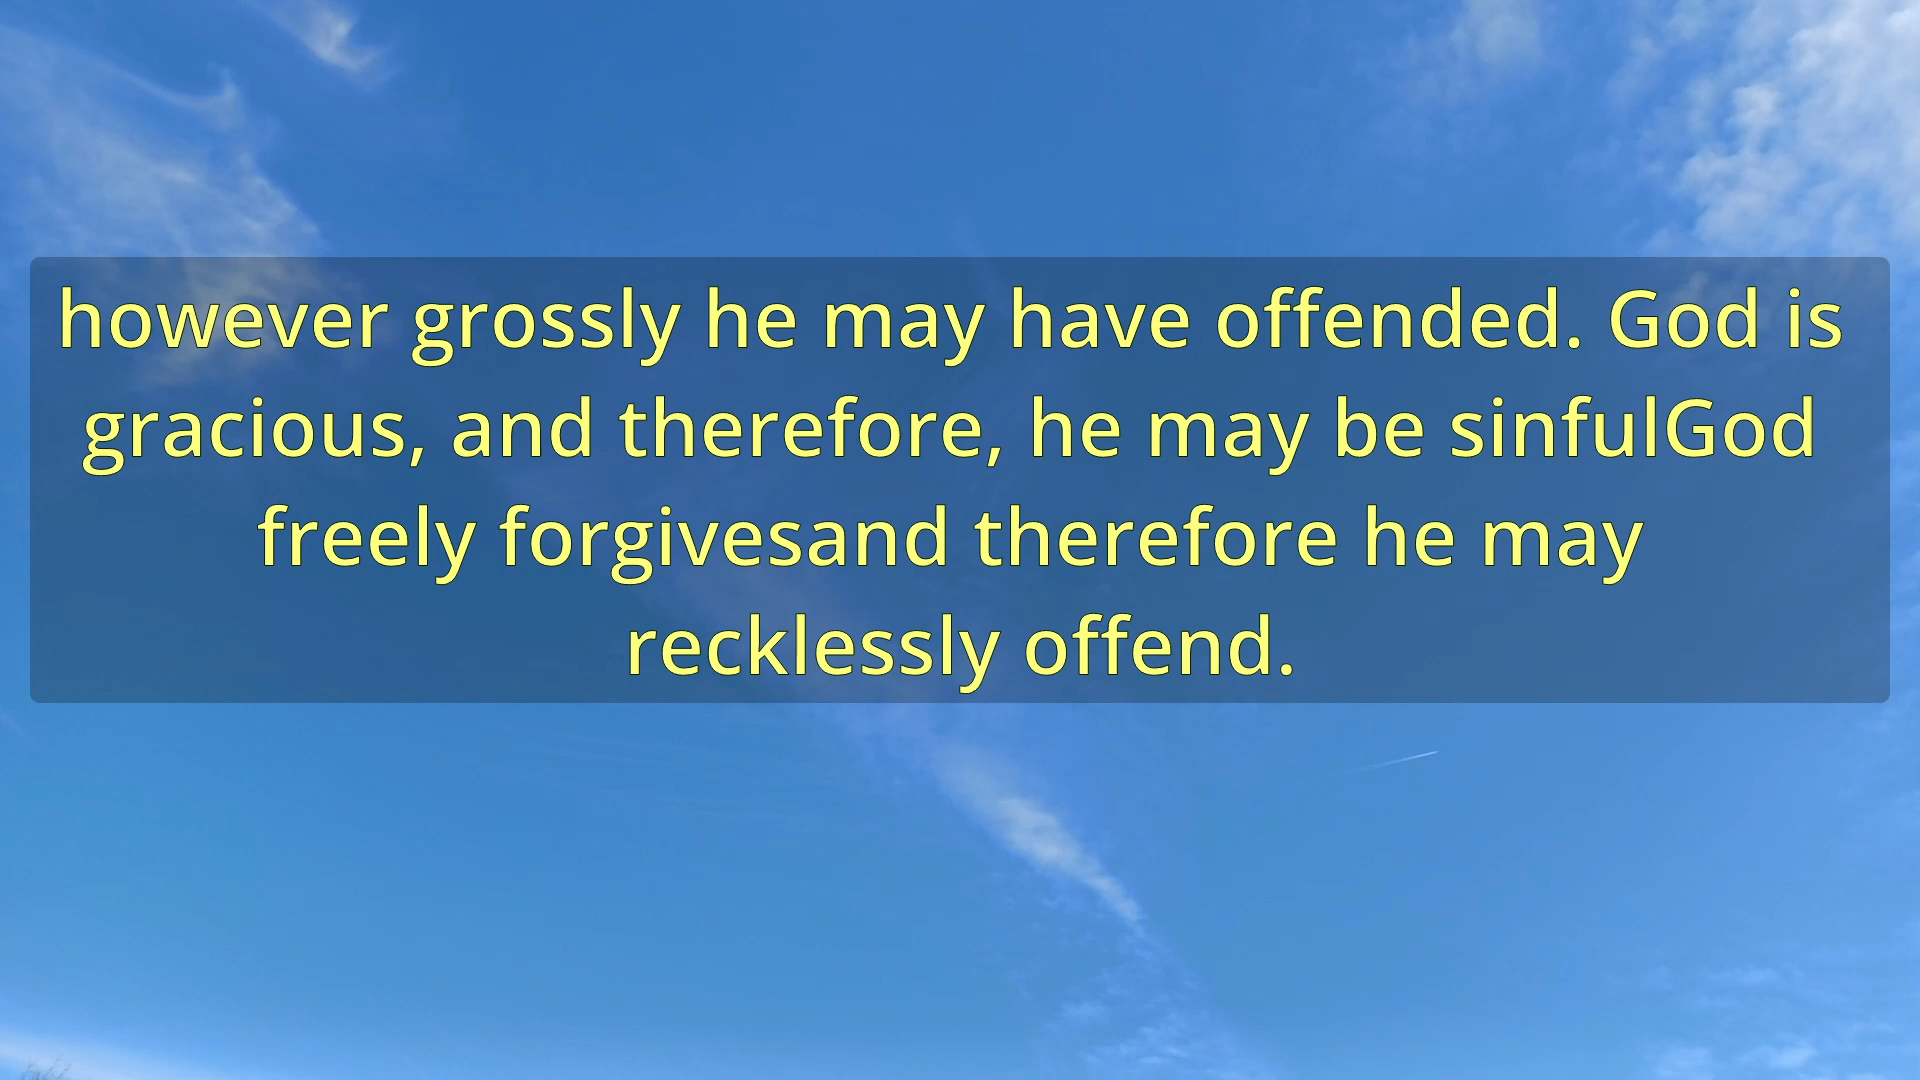 however grossly he may have offended. God is
gracious, and therefore, he may be sinfulGod
freely forgivesand therefore he may
recklessly offend.